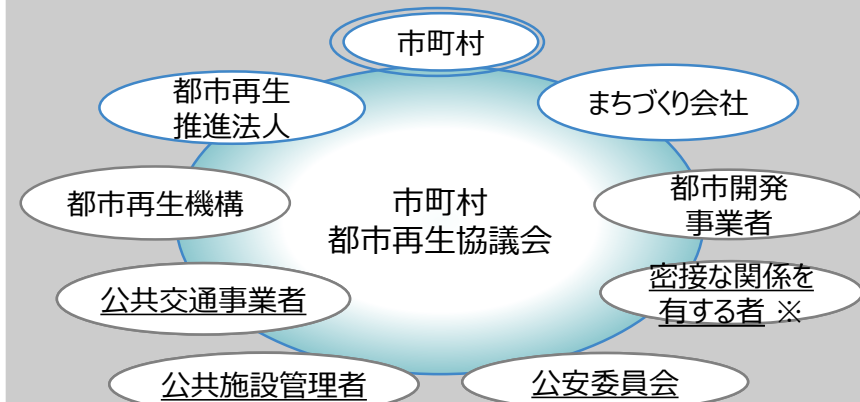 市町村
都市再生
推進法人
まちづくり会社
都市再生機構
市町村
都市再生協議会
都市開発
事業者
公共交通事業者
密接な関係を
有する者 ※
公共施設管理者
公安委員会